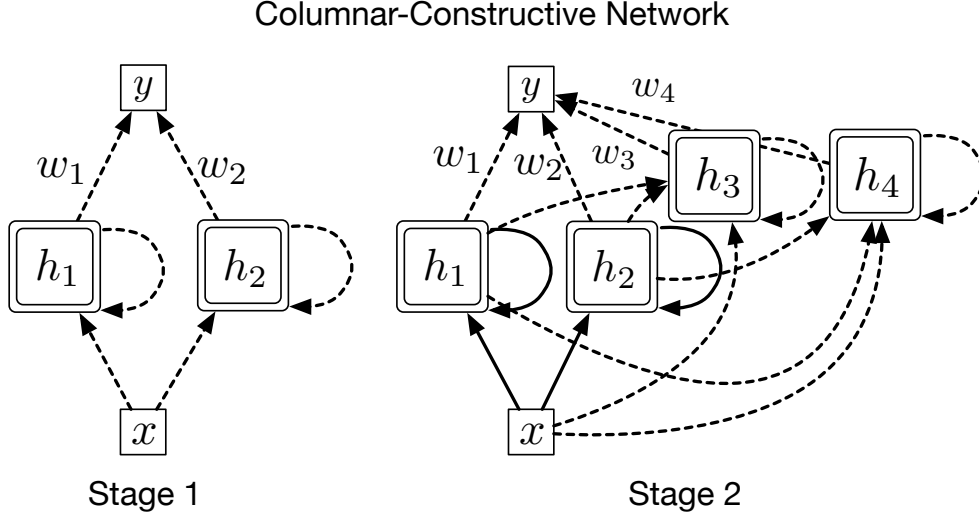 Columnar-Constructive Network
y
w₁
w₂
h₁
h₂
x
Stage 1
y
w₁
w₂
w₃
w₄
h₃
h₄
h₁
h₂
x
Stage 2